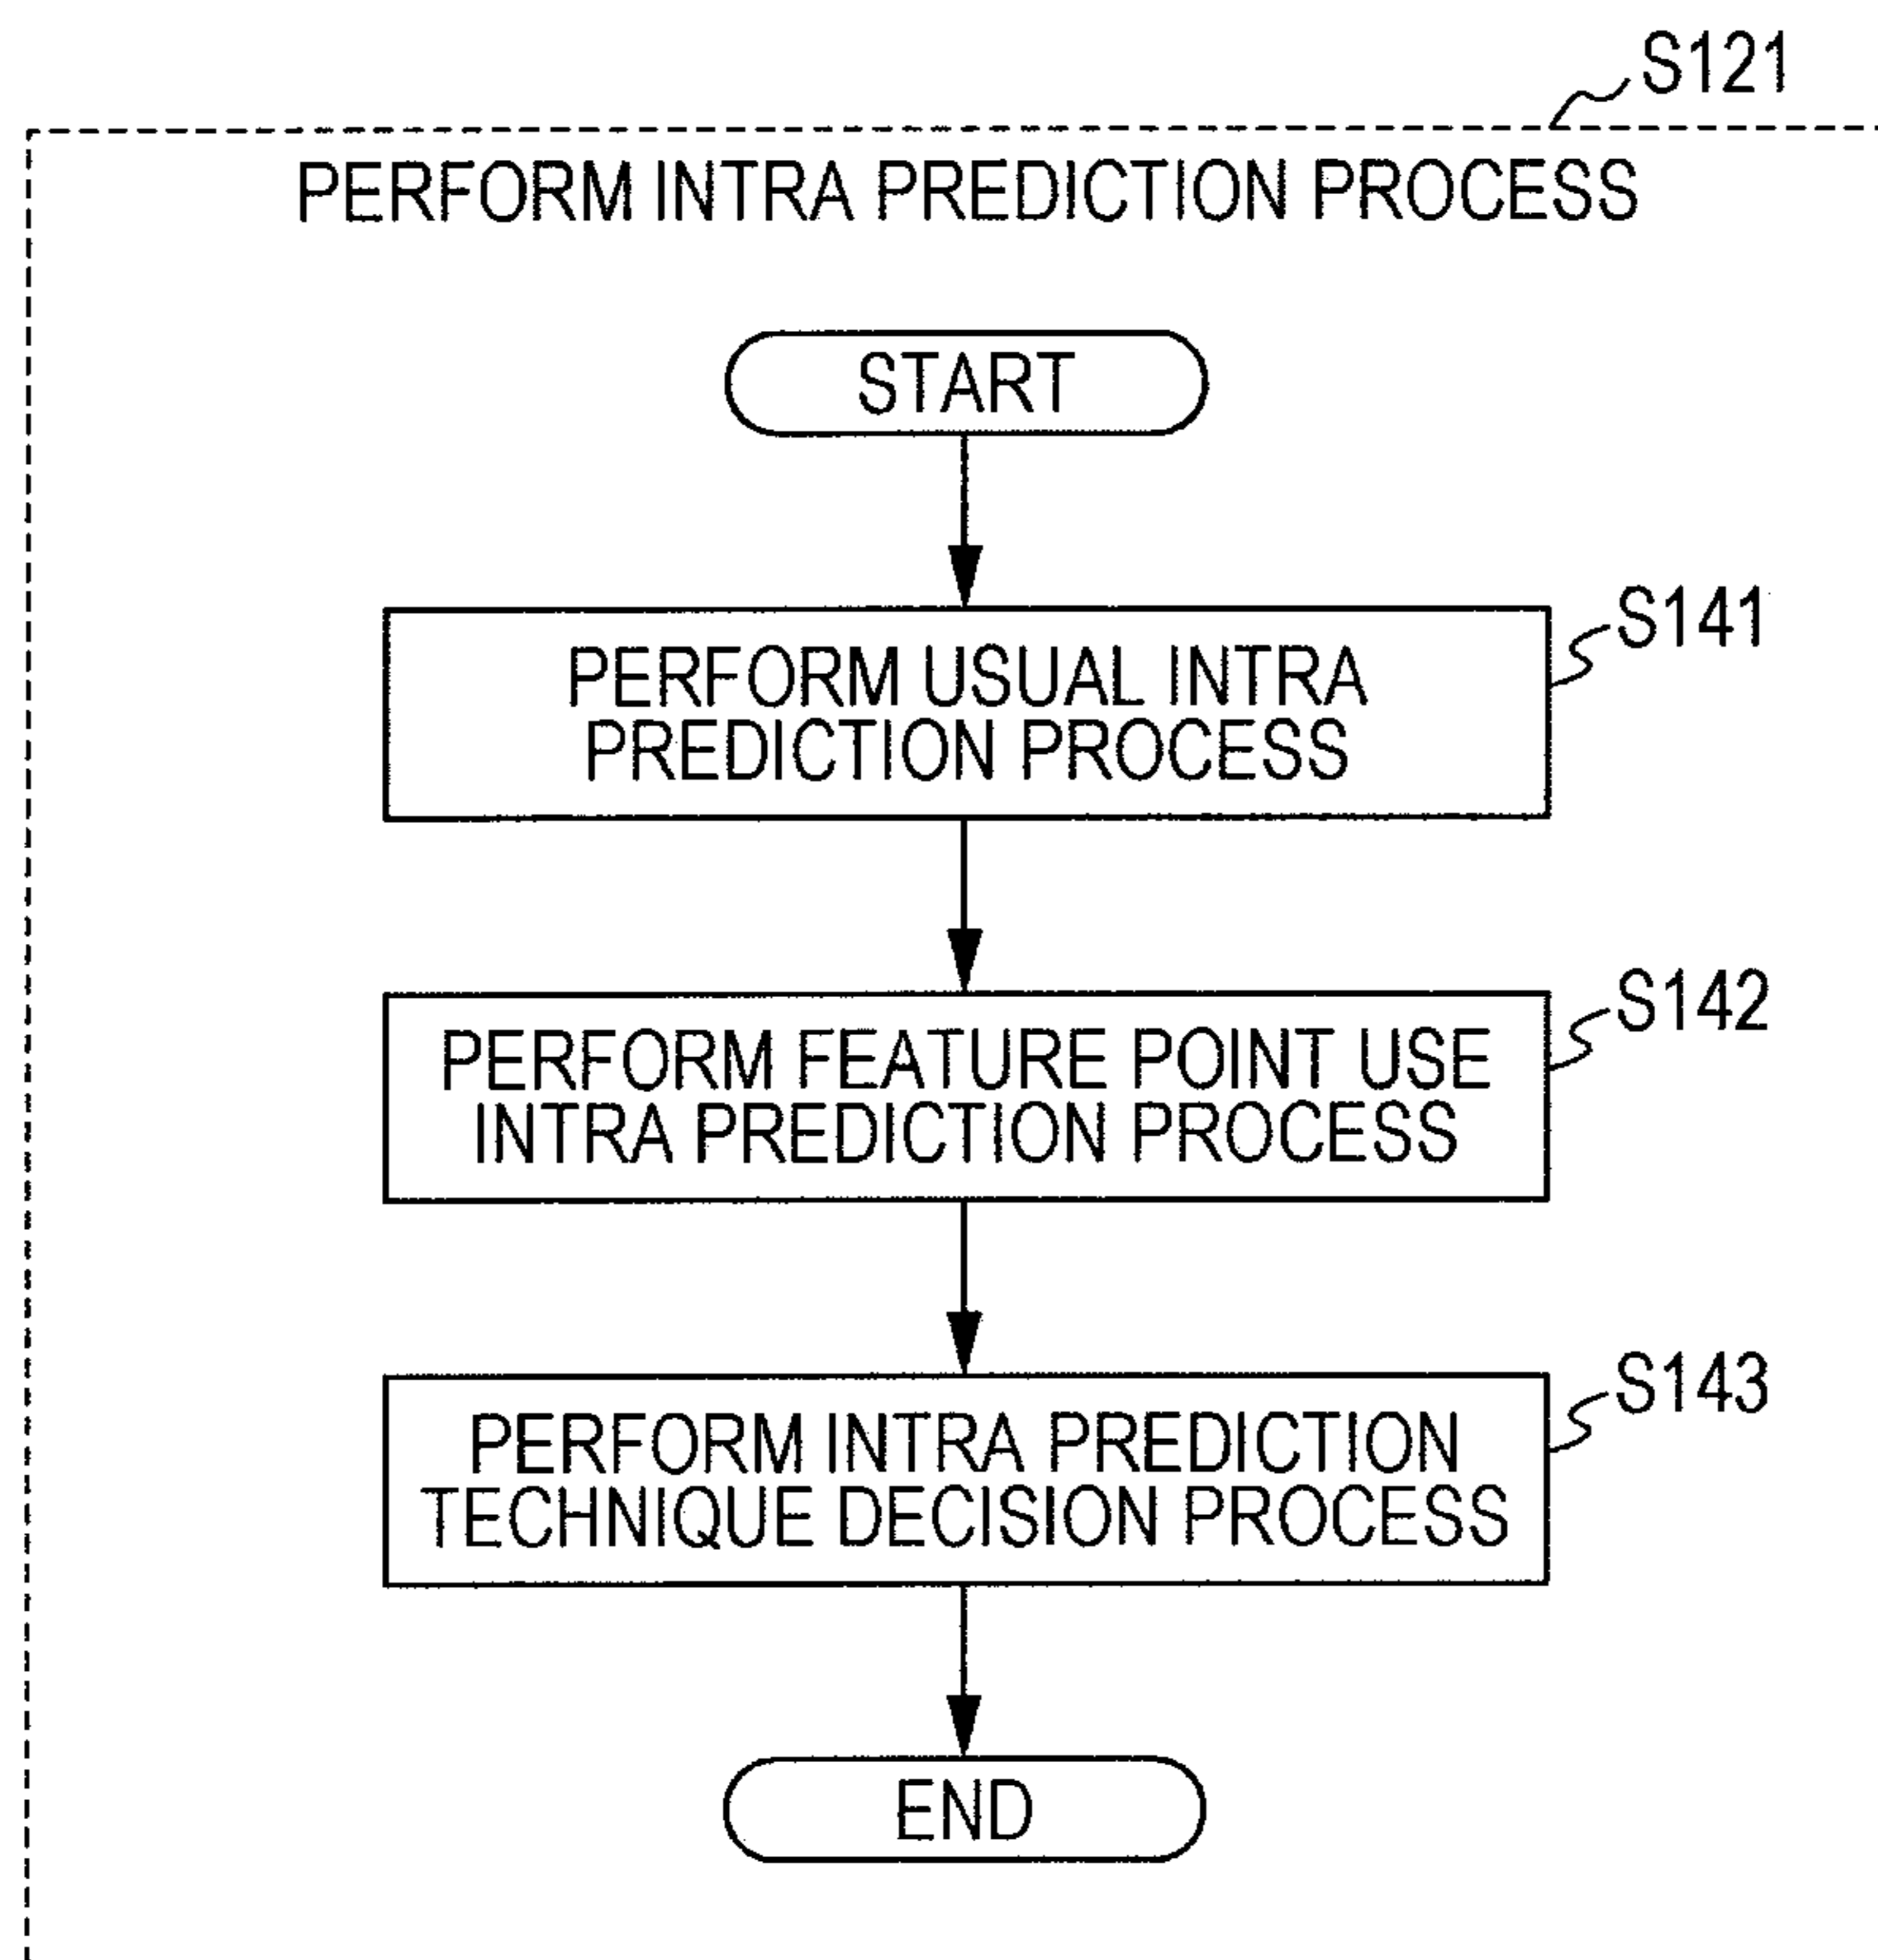 S121
PERFORM INTRA PREDICTION PROCESS
START
S141
PERFORM USUAL INTRA
PREDICTION PROCESS
S142
PERFORM FEATURE POINT USE
INTRA PREDICTION PROCESS
S143
PERFORM INTRA PREDICTION
TECHNIQUE DECISION PROCESS
END